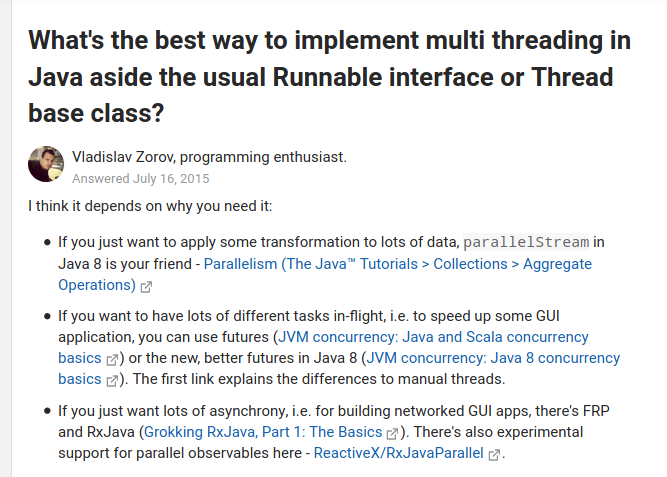 What's the best way to implement multi threading in
Java aside the usual Runnable interface or Thread
base class?
Vladislav Zorov, programming enthusiast.
Answered July 16, 2015
I think it depends on why you need it:
• If you just want to apply some transformation to lots of data, parallelStream in
Java 8 is your friend - Parallelism (The Java™ Tutorials > Collections > Aggregate
Operations)
• If you want to have lots of different tasks in-flight, i.e. to speed up some GUI
application, you can use futures (JVM concurrency: Java and Scala concurrency
basics) or the new, better futures in Java 8 (JVM concurrency: Java 8 concurrency
basics). The first link explains the differences to manual threads.
• If you just want lots of asynchrony, i.e. for building networked GUI apps, there's FRP
and RxJava (Grokking RxJava, Part 1: The Basics). There's also experimental
support for parallel observables here - ReactiveX/RxJavaParallel.